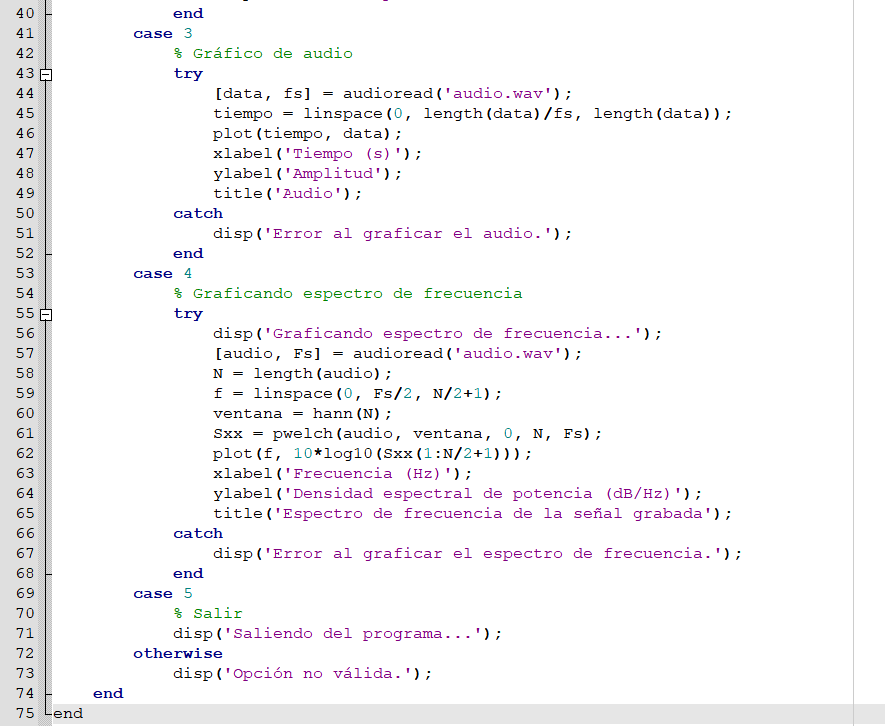 40 end
41 case 3
42 % Gráfico de audio
43 try
44 [data, fs] = audioread('audio.wav');
45 tiempo = linspace(0, length(data)/fs, length(data));
46 plot(tiempo, data);
47 xlabel('Tiempo (s)');
48 ylabel('Amplitud');
49 title('Audio');
50 catch
51 disp('Error al graficar el audio.');
52 end
53 case 4
54 % Graficando espectro de frecuencia
55 try
56 disp('Graficando espectro de frecuencia...');
57 [audio, Fs] = audioread('audio.wav');
58 N = length(audio);
59 f = linspace(0, Fs/2, N/2+1);
60 ventana = hann(N);
61 Sxx = pwelch(audio, ventana, 0, N, Fs);
62 plot(f, 10*log10(Sxx(1:N/2+1)));
63 xlabel('Frecuencia (Hz)');
64 ylabel('Densidad espectral de potencia (dB/Hz)');
65 title('Espectro de frecuencia de la señal grabada');
66 catch
67 disp('Error al graficar el espectro de frecuencia.');
68 end
69 case 5
70 % Salir
71 disp('Saliendo del programa...');
72 otherwise
73 disp('Opción no válida.');
74 end
75 end